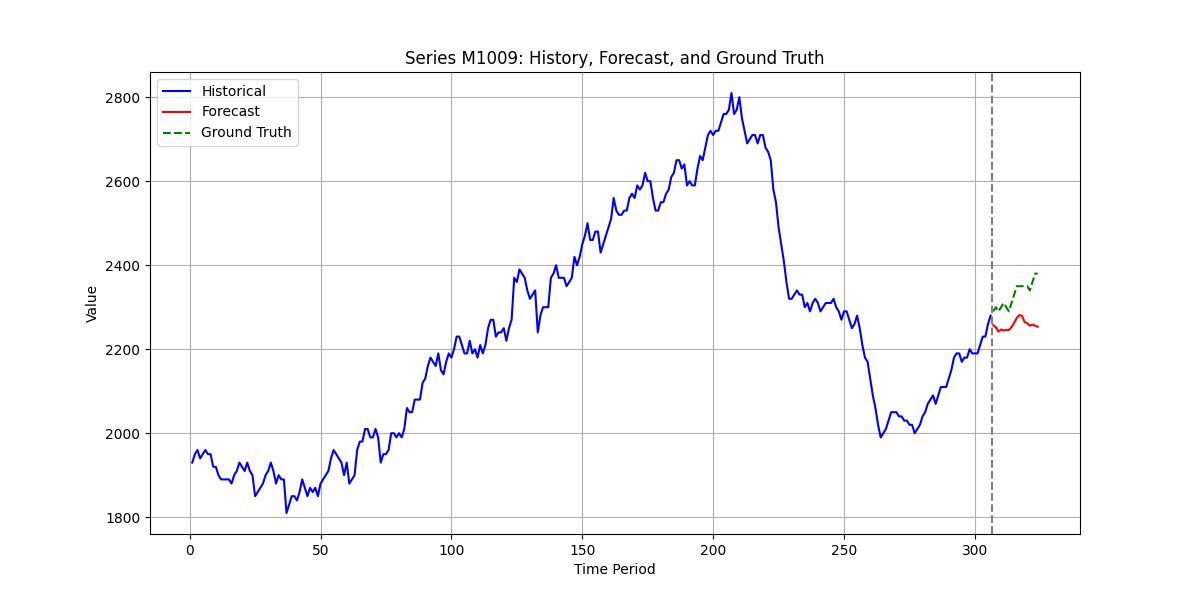 Series M1009: History, Forecast, and Ground Truth
Historical
Forecast
Ground Truth
Value
2800
2600
2400
2200
2000
1800
0 50 100 150 200 250 300
Time Period